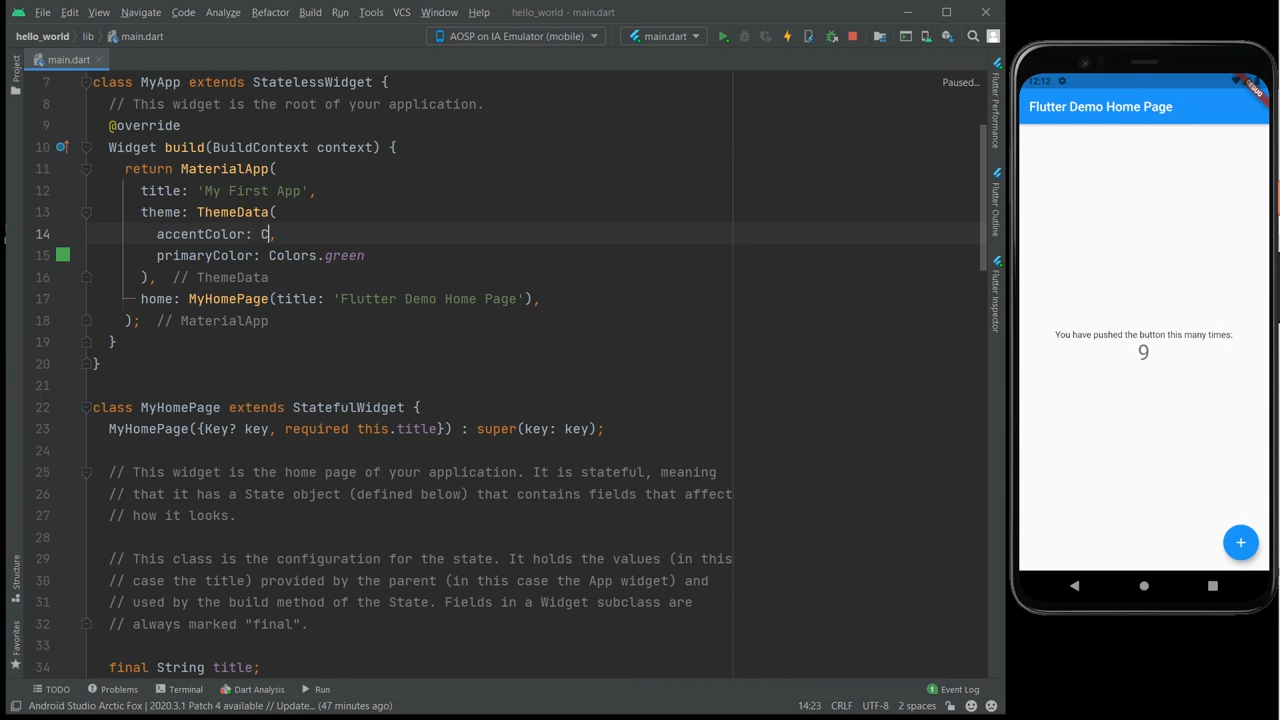 File Edit View Navigate Code Analyze Refactor Build Run Tools VCS Window Help hello_world - main.dart
hello_world lib main.dart AOSP on IA Emulator (mobile) main.dart
main.dart
Project
Paused...
7 class MyApp extends StatelessWidget {
8 // This widget is the root of your application.
9 @override
10 Widget build(BuildContext context) {
11 return MaterialApp(
12 title: 'My First App',
13 theme: ThemeData(
14 accentColor: C,
15 primaryColor: Colors.green
16 ), // ThemeData
17 home: MyHomePage(title: 'Flutter Demo Home Page'),
18 ); // MaterialApp
19 }
20 }
21
22 class MyHomePage extends StatefulWidget {
23 MyHomePage({Key? key, required this.title}) : super(key: key);
24
25 // This widget is the home page of your application. It is stateful, meaning
26 // that it has a State object (defined below) that contains fields that affect
27 // how it looks.
28
29 // This class is the configuration for the state. It holds the values (in this
30 // case the title) provided by the parent (in this case the App widget) and
31 // used by the build method of the State. Fields in a Widget subclass are
32 // always marked "final".
33
34 final String title;
Structure
Favorites
Flutter Performance
Flutter Outline
Flutter Inspector
TODO Problems Terminal Dart Analysis Run Event Log
Android Studio Arctic Fox | 2020.3.1 Patch 4 available // Update... (47 minutes ago) 14:23 CRLF UTF-8 2 spaces
12:12
DEBUG
Flutter Demo Home Page
You have pushed the button this many times:
9
+